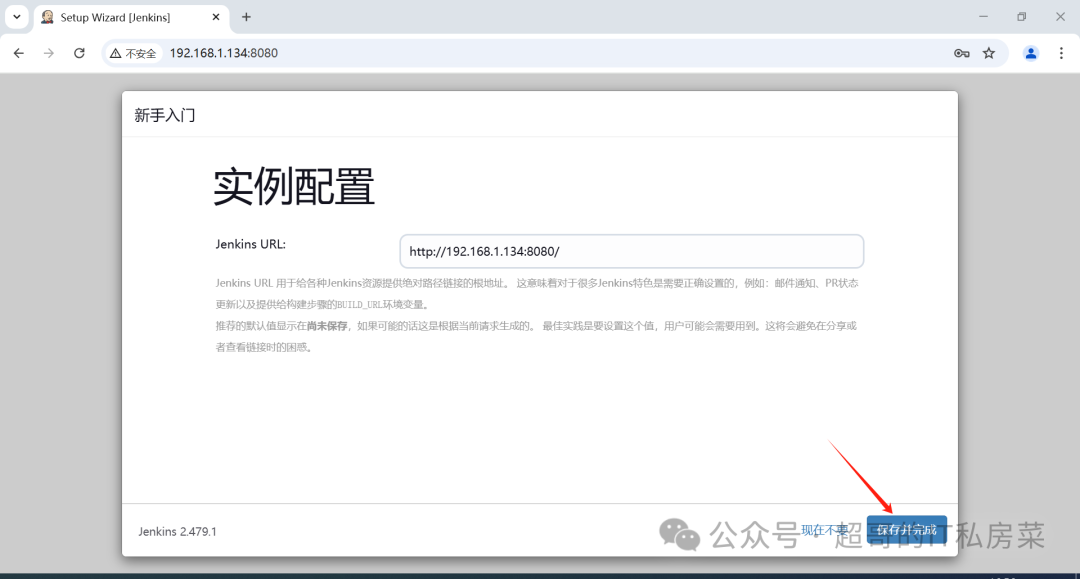 Setup Wizard [Jenkins]
不安全
192.168.1.134:8080
新手入门
实例配置
Jenkins URL:
http://192.168.1.134:8080/
Jenkins URL 用于给各种Jenkins资源提供绝对路径链接的根地址。 这意味着对于很多Jenkins特色是需要正确设置的，例如：邮件通知、PR状态
更新以及提供给构建步骤的BUILD_URL环境变量。
推荐的默认值显示在尚未保存，如果可能的话这是根据当前请求生成的。 最佳实践是要设置这个值，用户可能会需要用到。这将会避免在分享或
者查看链接时的困惑。
Jenkins 2.479.1
现在不要
保存并完成
公众号 · 超哥的IT私房菜